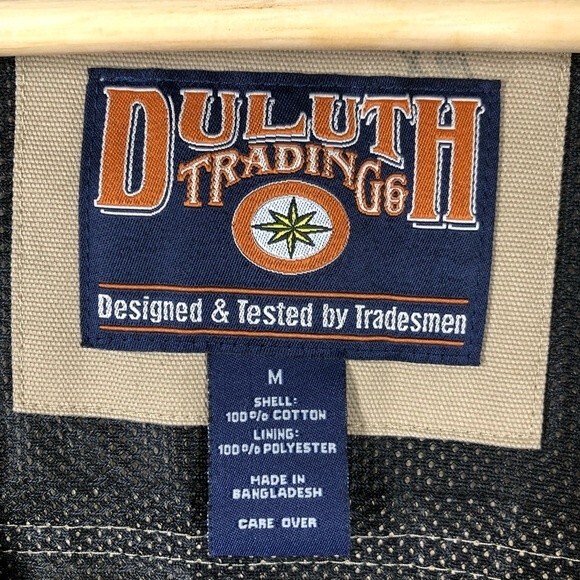 DULUTH
TRADING Co
Designed & Tested by Tradesmen
M
SHELL:
100% COTTON
LINING:
100% POLYESTER
MADE IN
BANGLADESH
CARE OVER